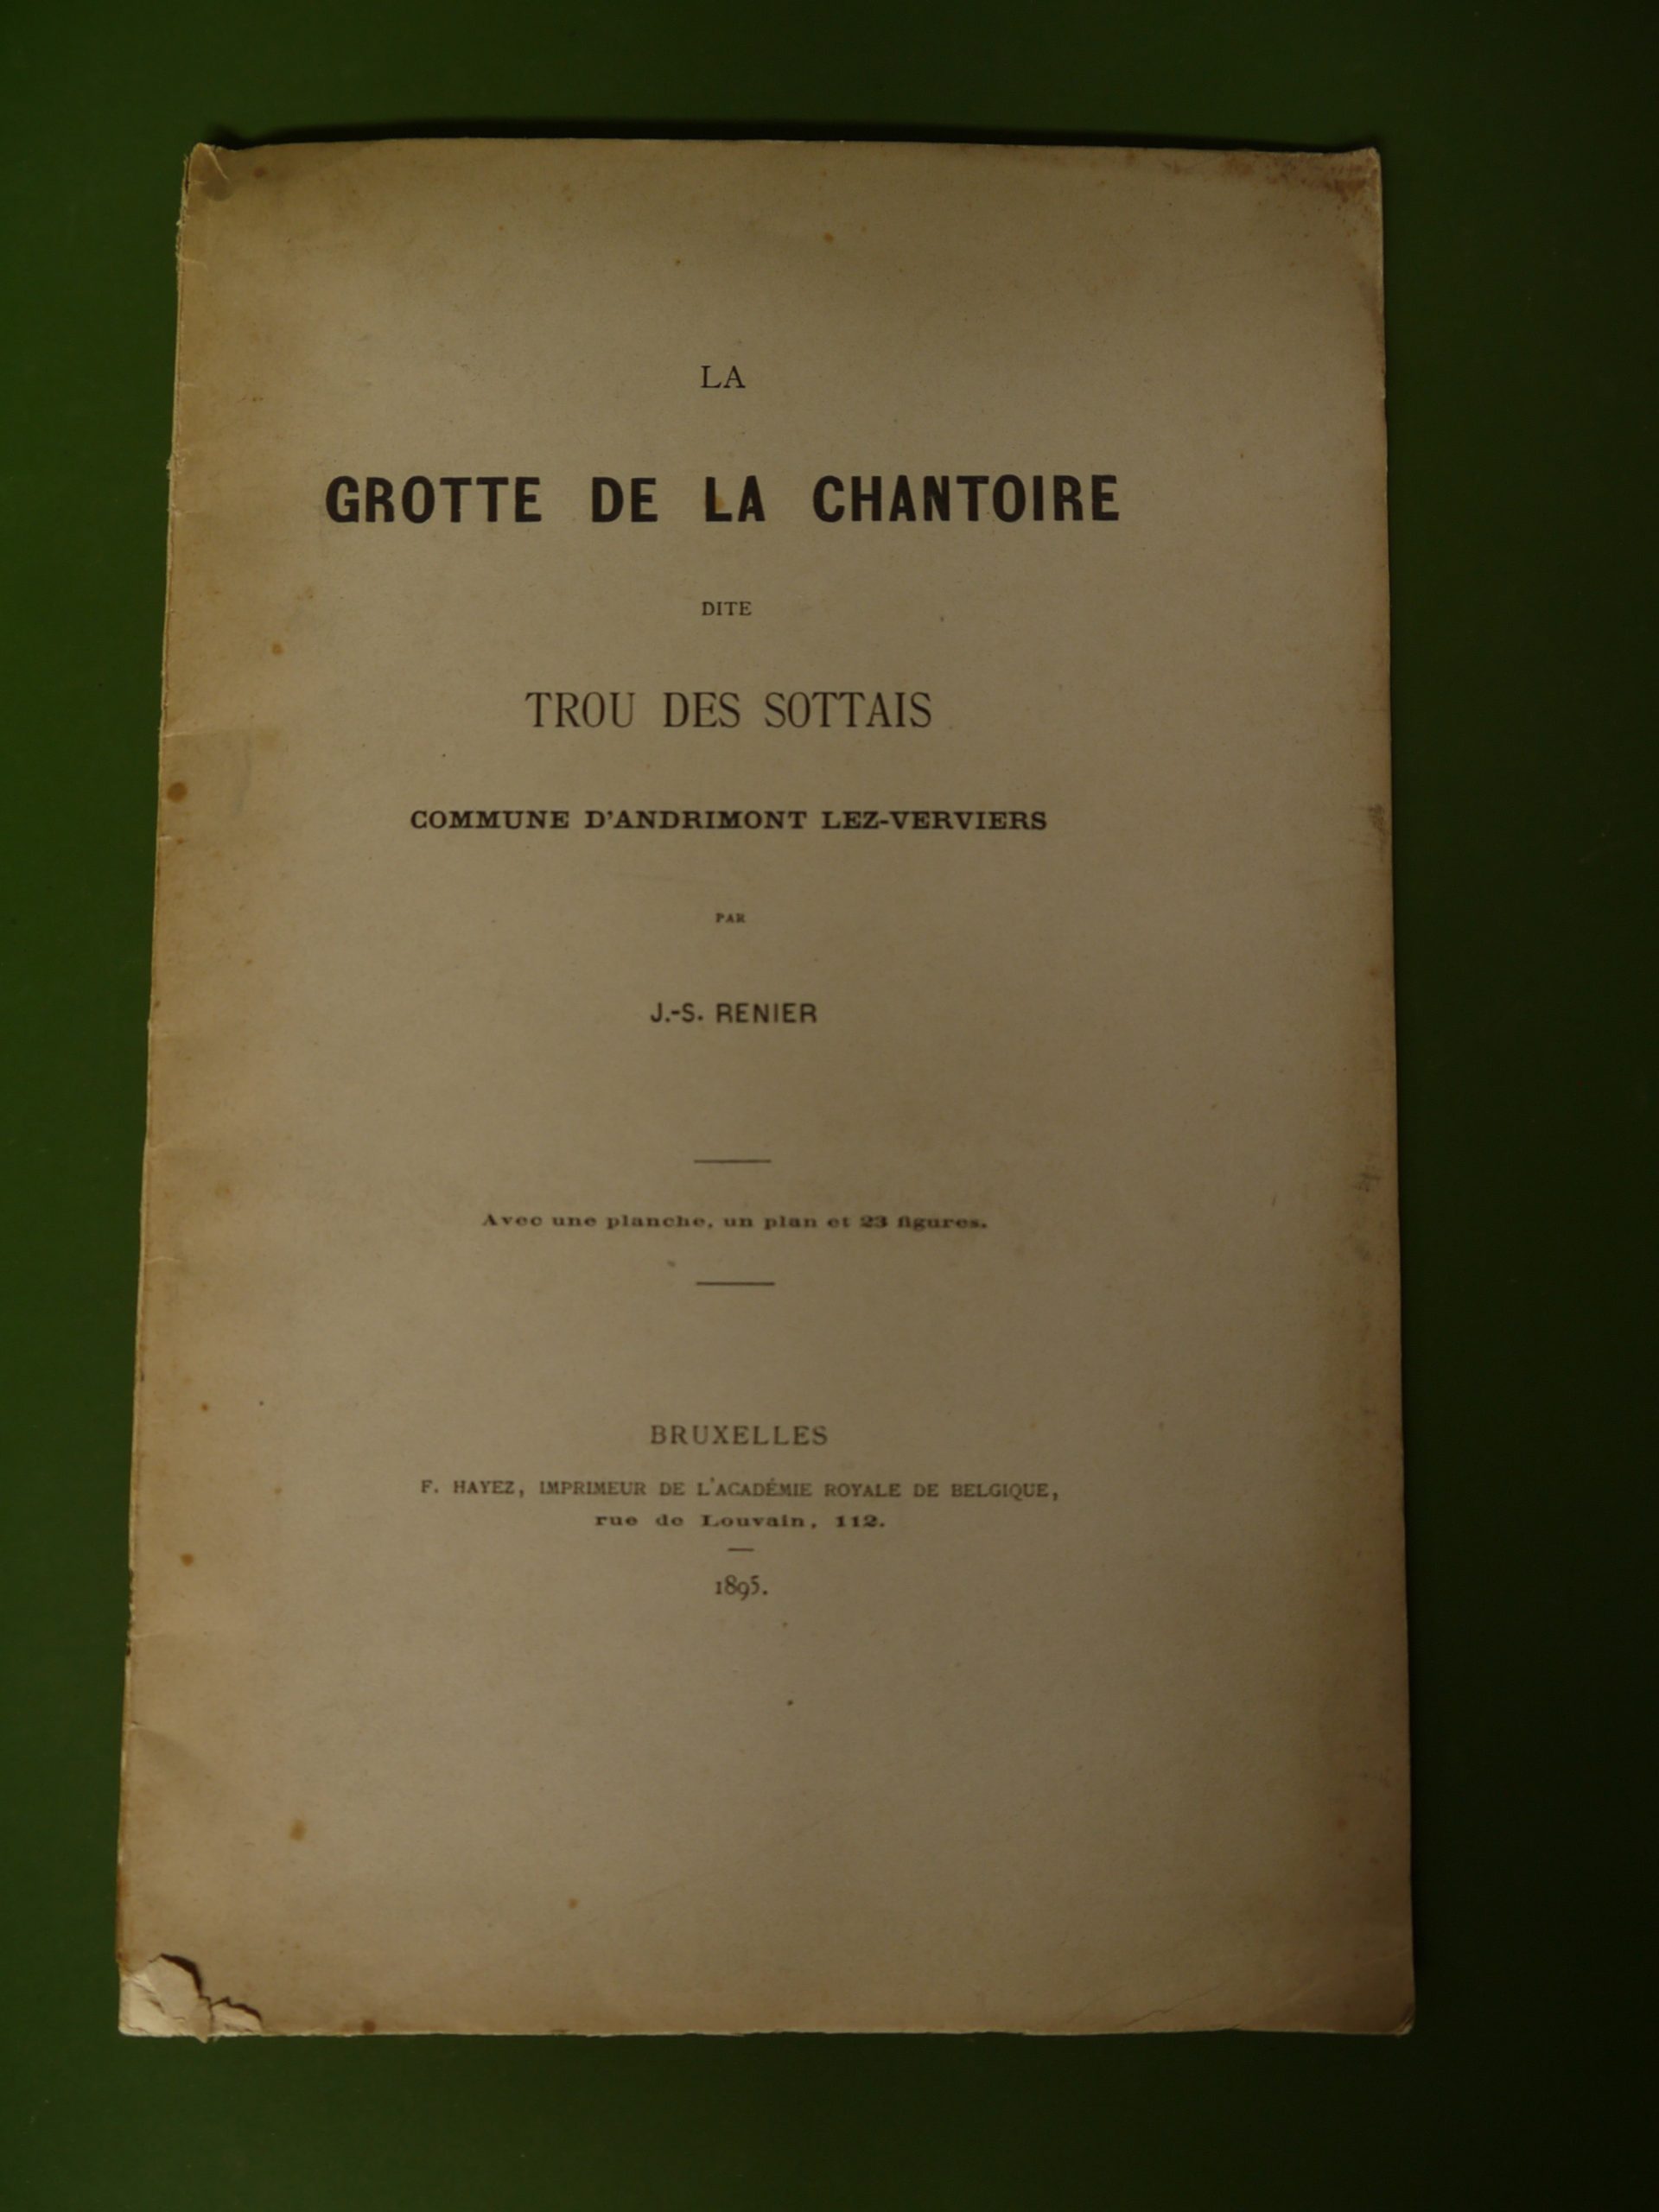 LA
GROTTE DE LA CHANTOIRE
DITE
TROU DES SOTTAIS
COMMUNE D'ANDRIMONT LEZ-VERVIERS
PAR
J.-S. RENIER
Avec une planche, un plan et 23 figures.
BRUXELLES
F. HAYEZ, IMPRIMEUR DE L'ACADÉMIE ROYALE DE BELGIQUE,
rue de Louvain, 112.
1895.